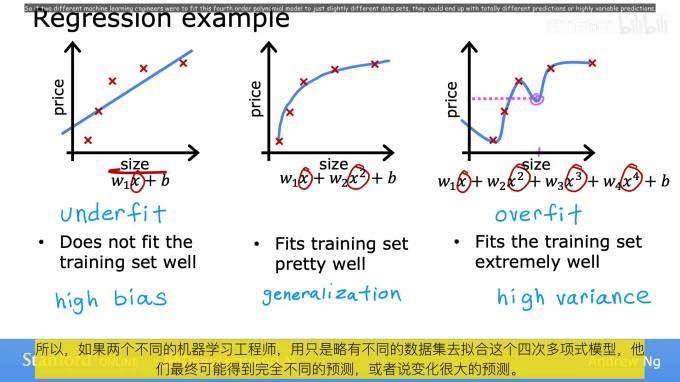 So if two different machine learning engineers were to fit this fourth order polynomial model to just slightly different data sets, they could end up with totally different predictions or highly variable predictions.
Regression example
bilibili
price
size
w₁x + b
underfit
• Does not fit the
training set well
high bias
price
size
w₁x + w₂x² + b
• Fits training set
pretty well
generalization
price
size
w₁x + w₂x² + w₃x³ + w₄x⁴ + b
overfit
• Fits the training set
extremely well
high variance
Stanford ONLINE
Andrew Ng
所以，如果两个不同的机器学习工程师，用只是略有不同的数据集去拟合这个四次多项式模型，他
们最终可能得到完全不同的预测，或者说变化很大的预测。